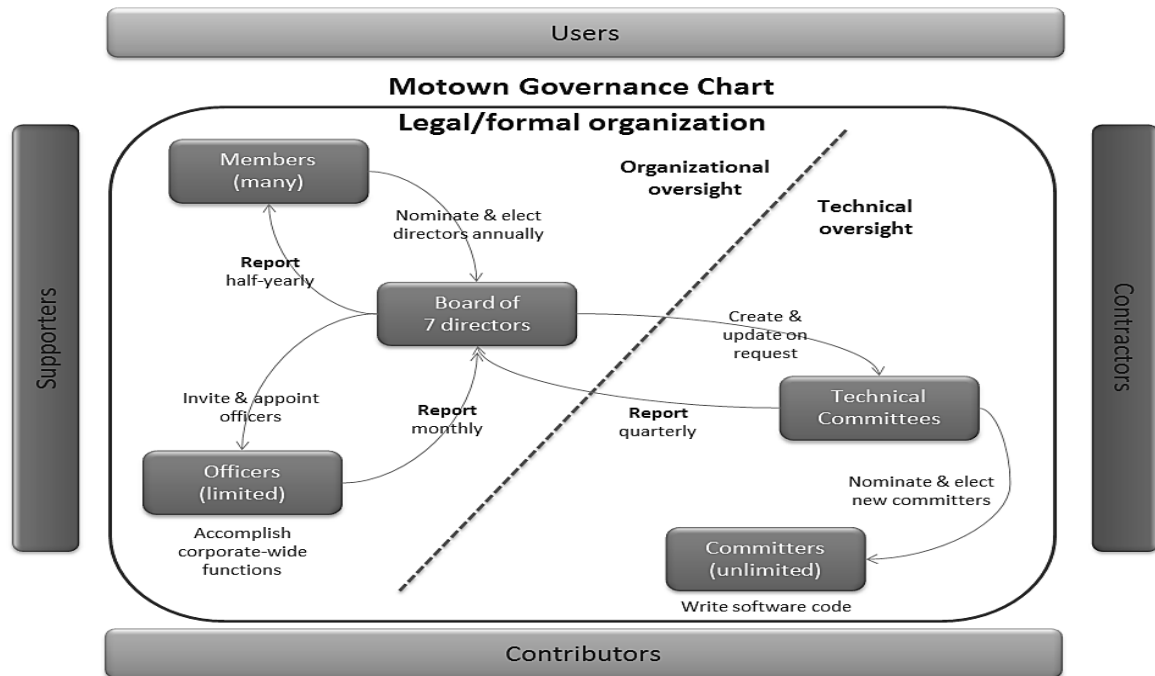 Users
Motown Governance Chart
Legal/formal organization
Members
(many)
Organizational
oversight
Technical
oversight
Nominate & elect
directors annually
Report
half-yearly
Board of
7 directors
Create &
update on
request
Supporters
Contractors
Invite & appoint
officers
Report
monthly
Report
quarterly
Technical
Committees
Officers
(limited)
Nominate & elect
new committers
Accomplish
corporate-wide
functions
Committers
(unlimited)
Write software code
Contributors